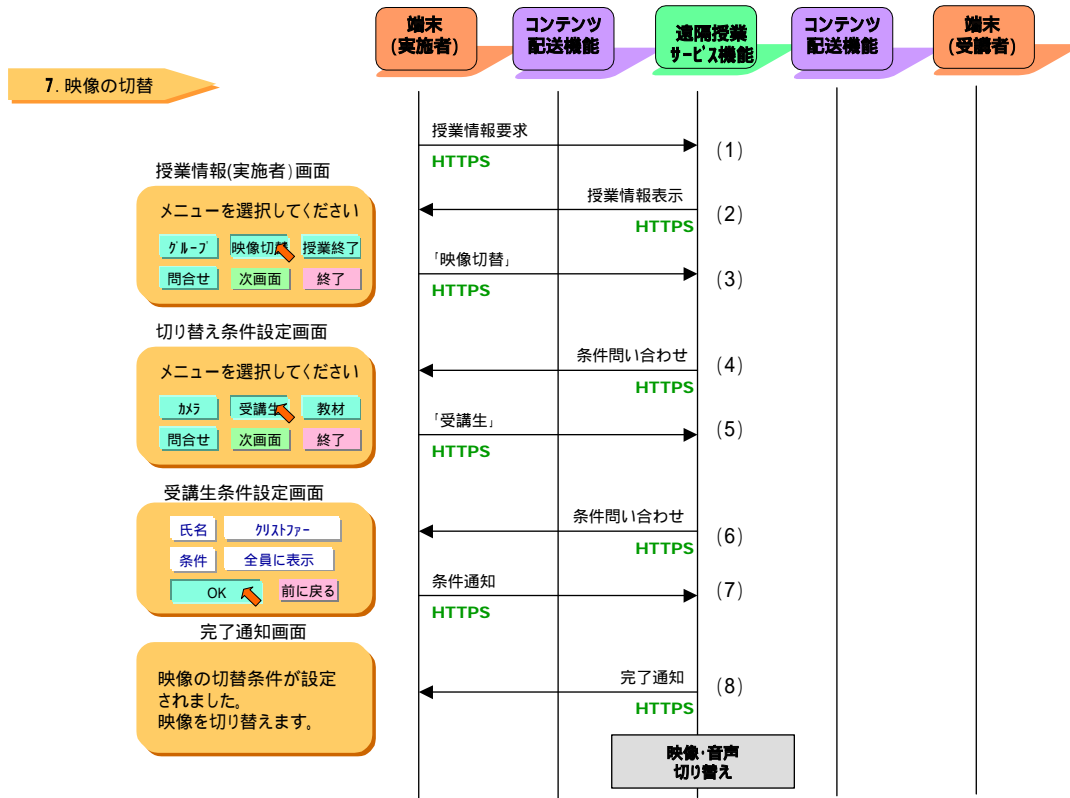 端末
(実施者)
コンテンツ
配送機能
遠隔授業
ｻｰﾋﾞｽ機能
コンテンツ
配送機能
端末
(受講者)
7. 映像の切替
授業情報要求
HTTPS
(1)
授業情報(実施者)画面
メニューを選択してください
ｸﾞﾙｰﾌﾟ
映像切替
授業終了
問合せ
次画面
終了
授業情報表示
HTTPS
(2)
「映像切替」
HTTPS
(3)
切り替え条件設定画面
メニューを選択してください
ｶﾒﾗ
受講生
教材
問合せ
次画面
終了
条件問い合わせ
HTTPS
(4)
「受講生」
HTTPS
(5)
受講生条件設定画面
氏名
ｸﾘｽﾄﾌｧｰ
条件
全員に表示
OK
前に戻る
条件問い合わせ
HTTPS
(6)
条件通知
HTTPS
(7)
完了通知画面
映像の切替条件が設定
されました。
映像を切り替えます。
完了通知
HTTPS
(8)
映像･音声
切り替え